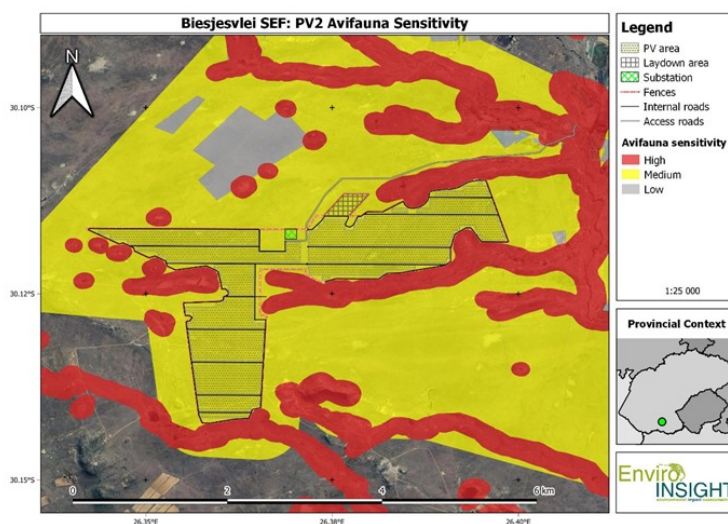 Biesjesvlei SEF: PV2 Avifauna Sensitivity
N
30.10°S
30.12°S
30.15°S
26.35°E
26.38°E
26.40°E
0 2 4 6 km
Legend
PV area
Laydown area
Substation
Fences
Internal roads
Access roads
Avifauna sensitivity
High
Medium
Low
1:25 000
Provincial Context
Enviro
INSIGHT